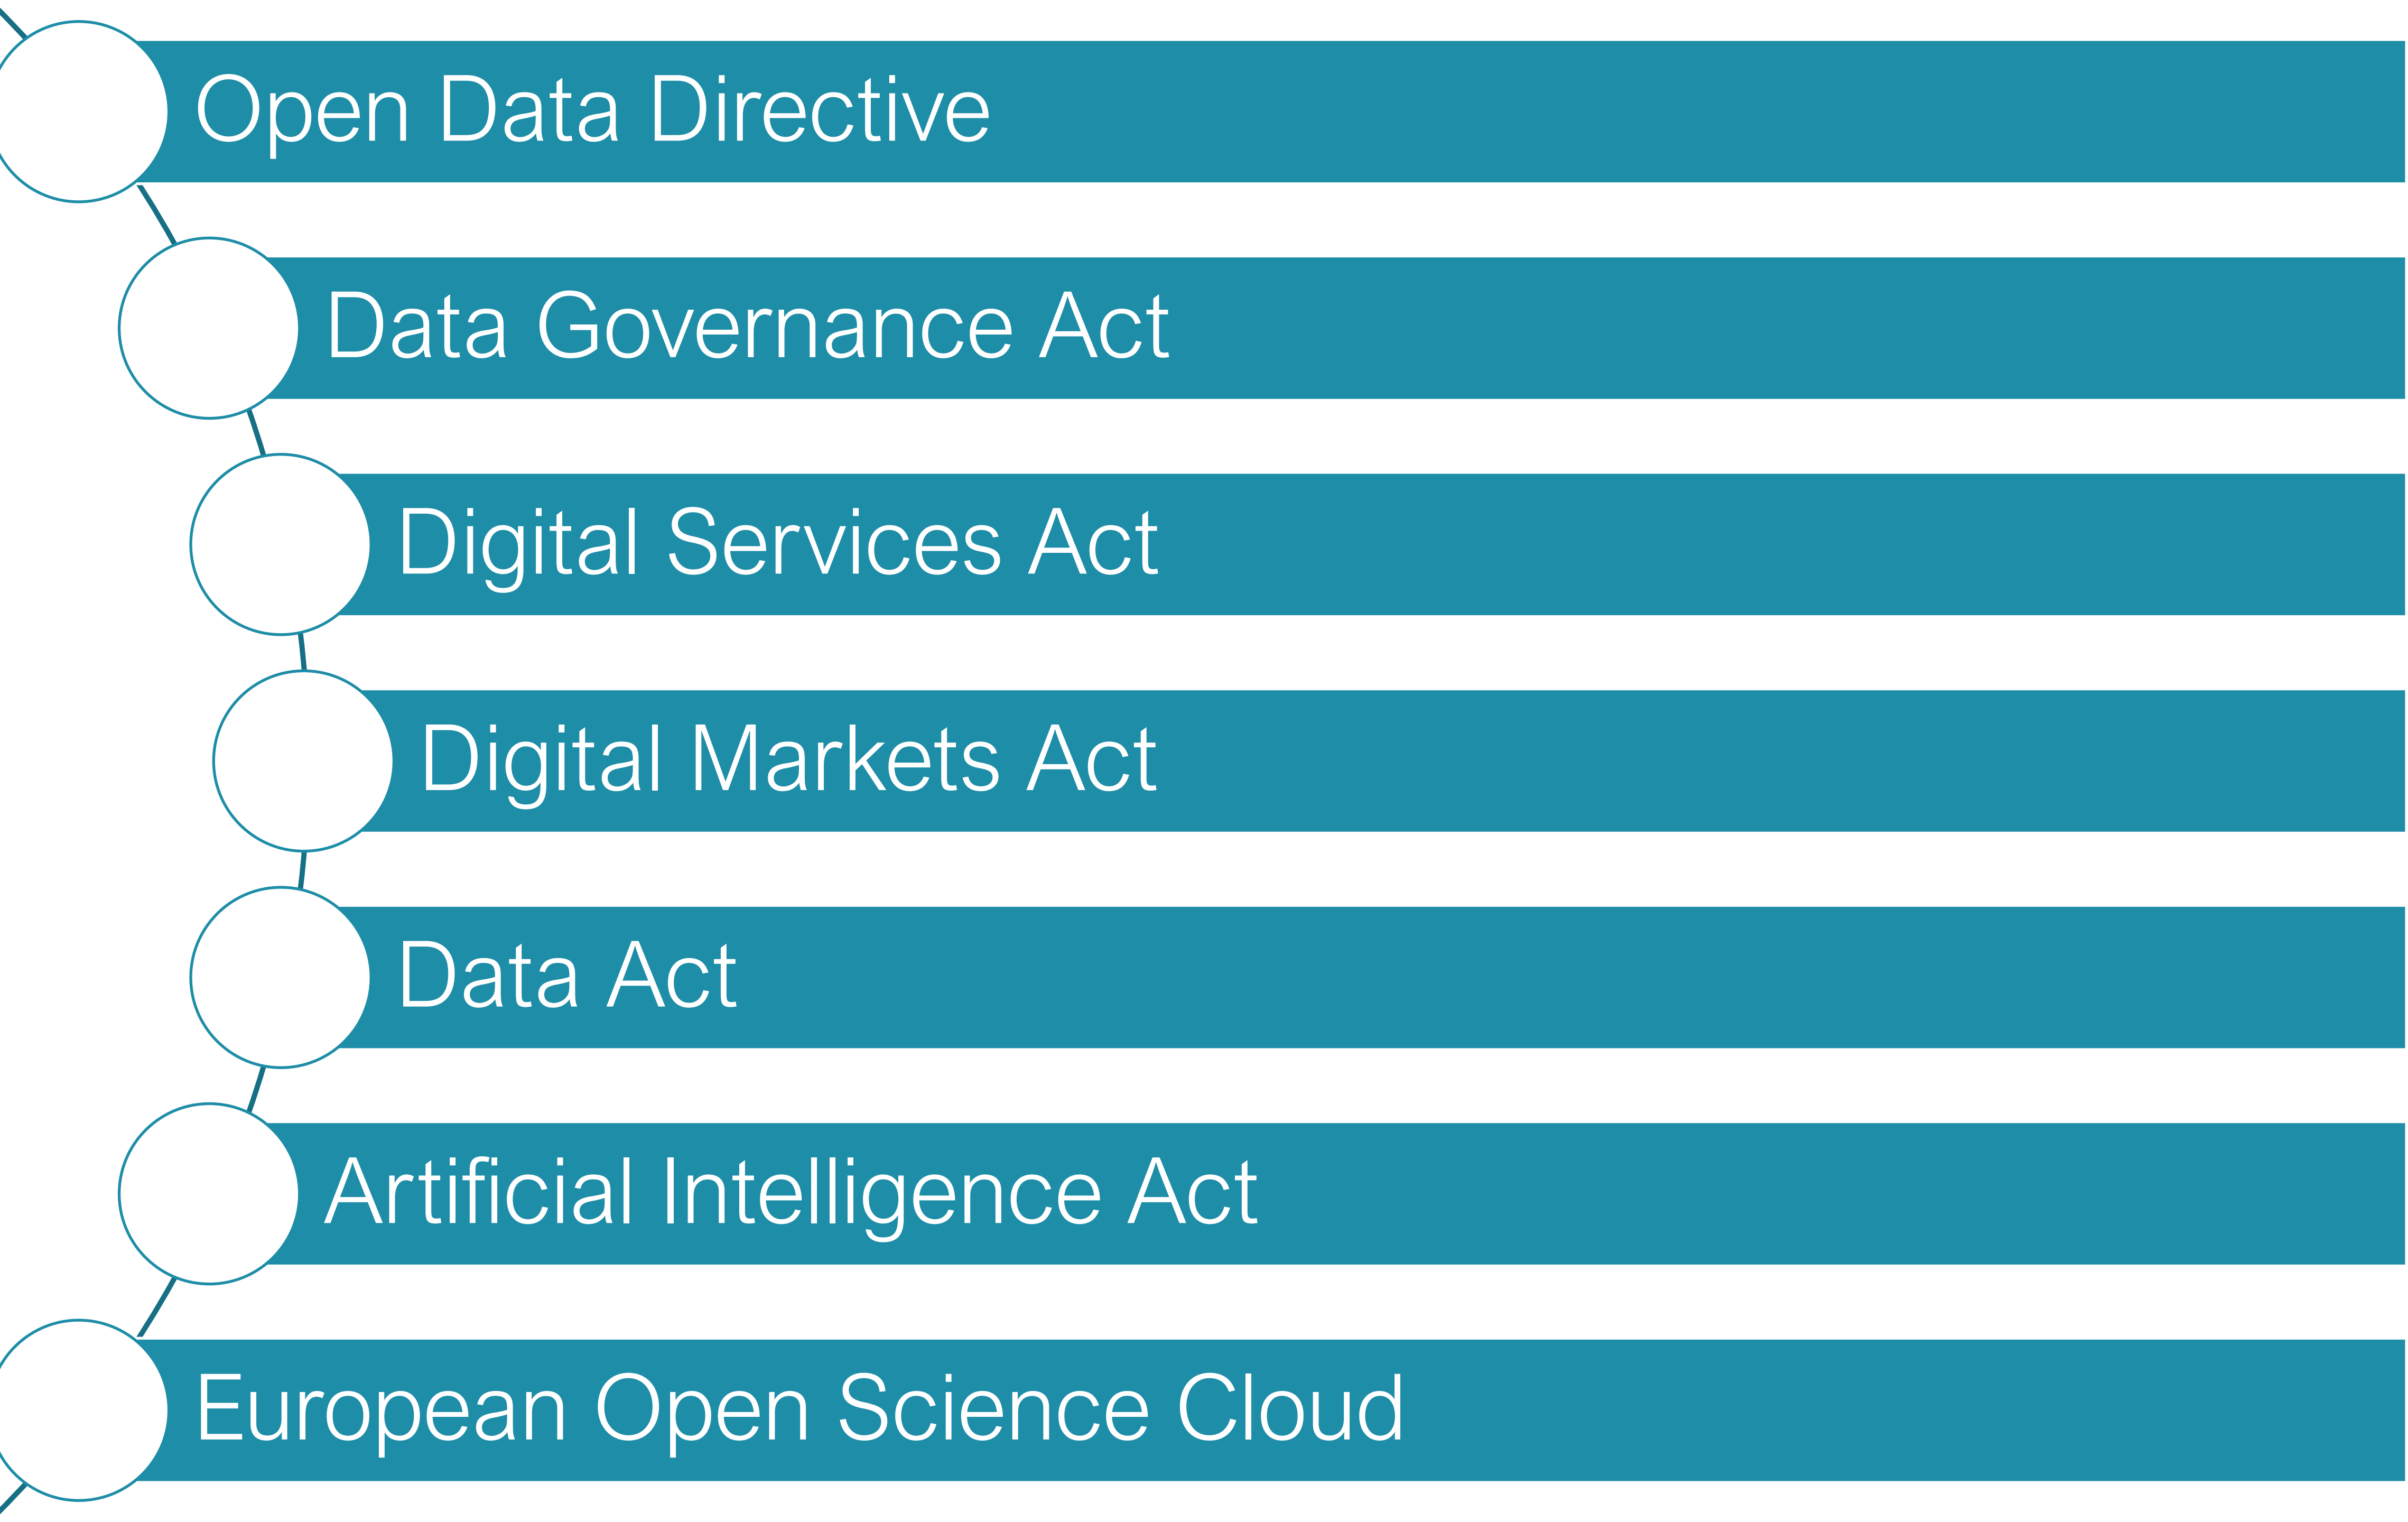 Open Data Directive
Data Governance Act
Digital Services Act
Digital Markets Act
Data Act
Artificial Intelligence Act
European Open Science Cloud